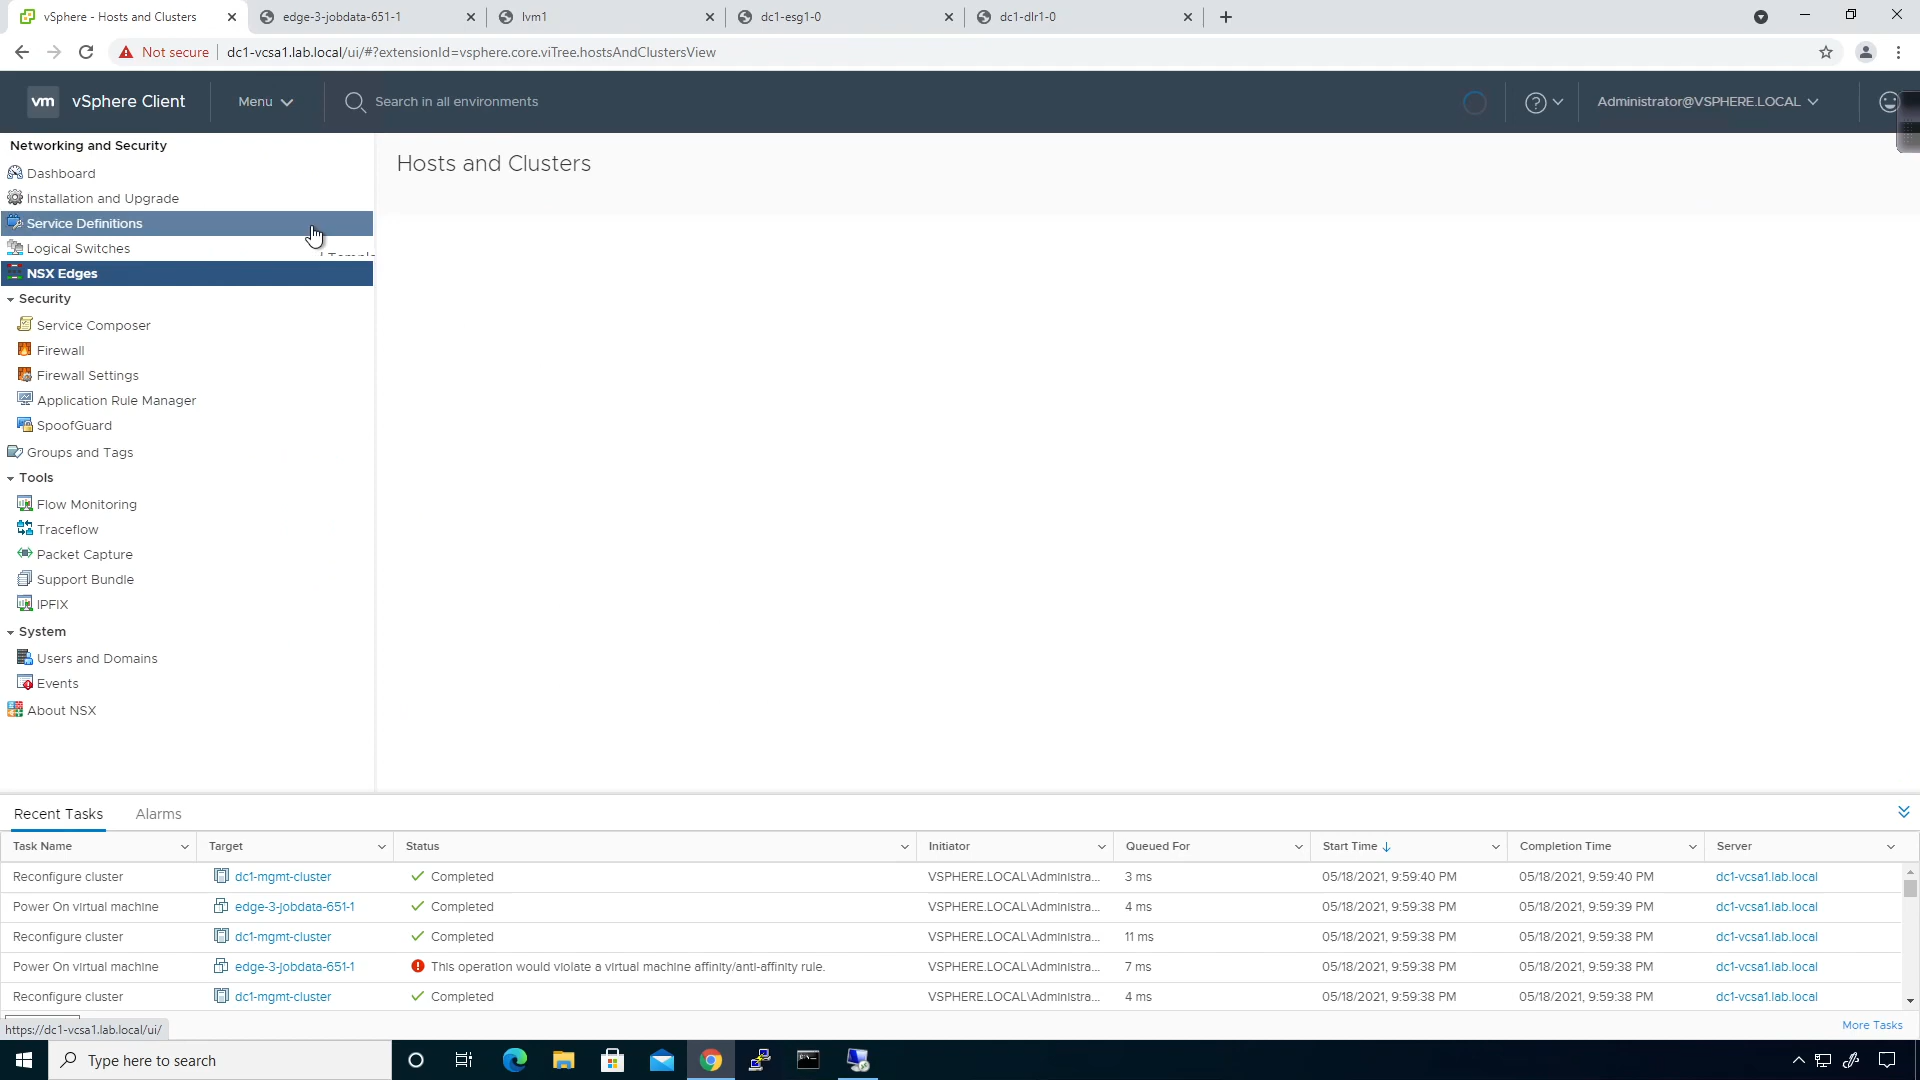 vSphere - Hosts and Clusters
edge-3-jobdata-651-1
lvm1
dc1-esg1-0
dc1-dlr1-0
Not secure
dc1-vcsa1.lab.local/ui/#?extensionId=vsphere.core.viTree.hostsAndClustersView
vm
vSphere Client
Menu
Search in all environments
Administrator@VSPHERE.LOCAL
Networking and Security
Dashboard
Installation and Upgrade
Service Definitions
Logical Switches
NSX Edges
Security
Service Composer
Firewall
Firewall Settings
Application Rule Manager
SpoofGuard
Groups and Tags
Tools
Flow Monitoring
Traceflow
Packet Capture
Support Bundle
IPFIX
System
Users and Domains
Events
About NSX
Hosts and Clusters
Recent Tasks
Alarms
Task Name Target Status Initiator Queued For Start Time Completion Time Server
Reconfigure cluster dc1-mgmt-cluster Completed VSPHERE.LOCAL\Administra... 3 ms 05/18/2021, 9:59:40 PM 05/18/2021, 9:59:40 PM dc1-vcsa1.lab.local
Power On virtual machine edge-3-jobdata-651-1 Completed VSPHERE.LOCAL\Administra... 4 ms 05/18/2021, 9:59:38 PM 05/18/2021, 9:59:39 PM dc1-vcsa1.lab.local
Reconfigure cluster dc1-mgmt-cluster Completed VSPHERE.LOCAL\Administra... 11 ms 05/18/2021, 9:59:38 PM 05/18/2021, 9:59:38 PM dc1-vcsa1.lab.local
Power On virtual machine edge-3-jobdata-651-1 This operation would violate a virtual machine affinity/anti-affinity rule. VSPHERE.LOCAL\Administra... 7 ms 05/18/2021, 9:59:38 PM 05/18/2021, 9:59:38 PM dc1-vcsa1.lab.local
Reconfigure cluster dc1-mgmt-cluster Completed VSPHERE.LOCAL\Administra... 4 ms 05/18/2021, 9:59:38 PM 05/18/2021, 9:59:38 PM dc1-vcsa1.lab.local
More Tasks
https://dc1-vcsa1.lab.local/ui/
Type here to search